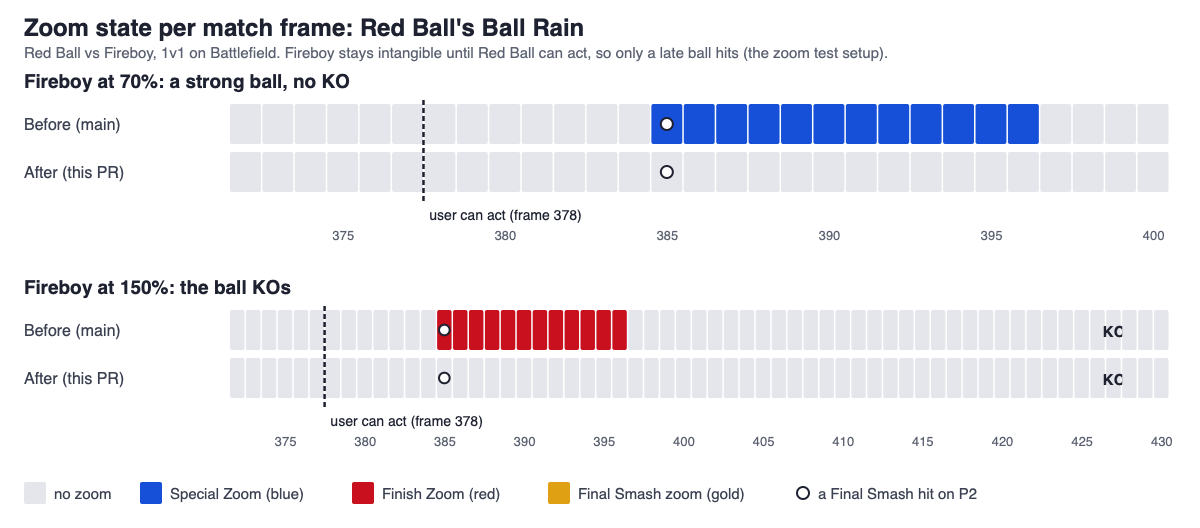 Zoom state per match frame: Red Ball's Ball Rain
Red Ball vs Fireboy, 1v1 on Battlefield. Fireboy stays intangible until Red Ball can act, so only a late ball hits (the zoom test setup).
Fireboy at 70%: a strong ball, no KO
Before (main)
After (this PR)
user can act (frame 378)
375 380 385 390 395 400
Fireboy at 150%: the ball KOs
Before (main) KO
After (this PR) KO
user can act (frame 378)
375 380 385 390 395 400 405 410 415 420 425 430
no zoom Special Zoom (blue) Finish Zoom (red) Final Smash zoom (gold) a Final Smash hit on P2